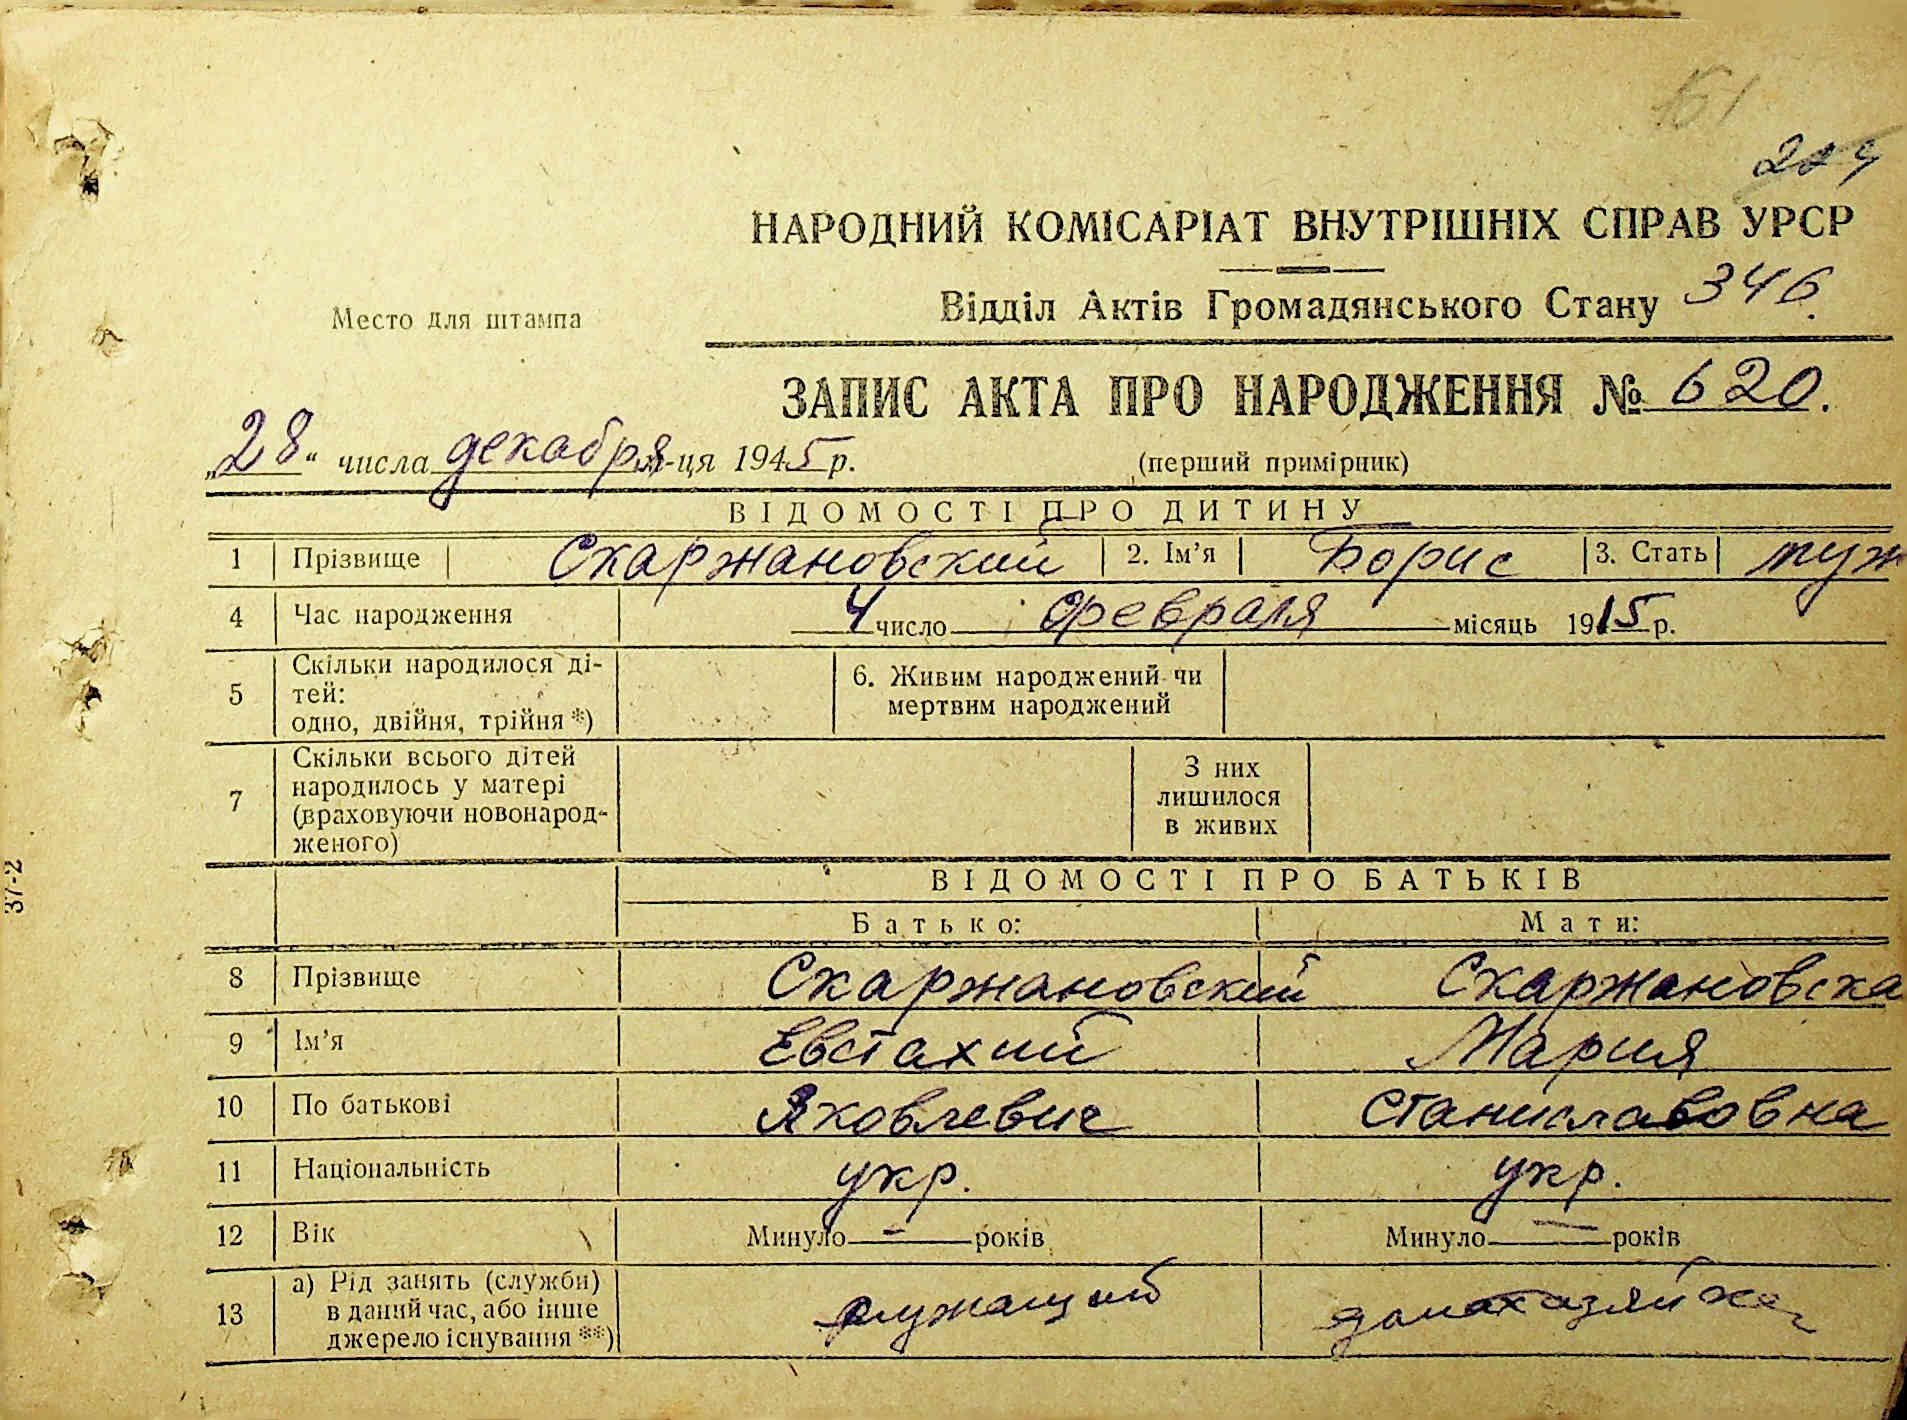 161
НАРОДНИЙ КОМІСАРІАТ ВНУТРІШНІХ СПРАВ УРСР
Место для штампа
Відділ Актів Громадянського Стану 346.
ЗАПИС АКТА ПРО НАРОДЖЕННЯ № 620.
„28“ числа декабря м-ця 1945 р.
(перший примірник)
ВІДОМОСТІ ПРО ДИТИНУ
1 Прізвище Скаржановский 2. Ім’я Борис 3. Стать муж
4 Час народження 4 число февраля місяць 1915 р.
5 Скільки народилося ді-
тей:
одно, двійня, трійня *)
6. Живим народжений чи
мертвим народжений
7 Скільки всього дітей
народилось у матері
(враховуючи новонарод-
женого)
З них
лишилося
в живих
ВІДОМОСТІ ПРО БАТЬКІВ
Батько: Мати:
8 Прізвище Скаржановский Скаржановска
9 Ім’я Евстахий Мария
10 По батькові Яковлевич Станиславовна
11 Національність укр. укр.
12 Вік Минуло — років Минуло — років
13 а) Рід занять (служби)
в даний час, або інше
джерело існування **)
служащий домахазяйка
37-2